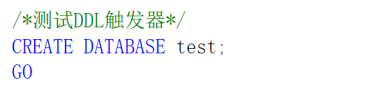 /*测试DDL触发器*/
CREATE DATABASE test;
GO